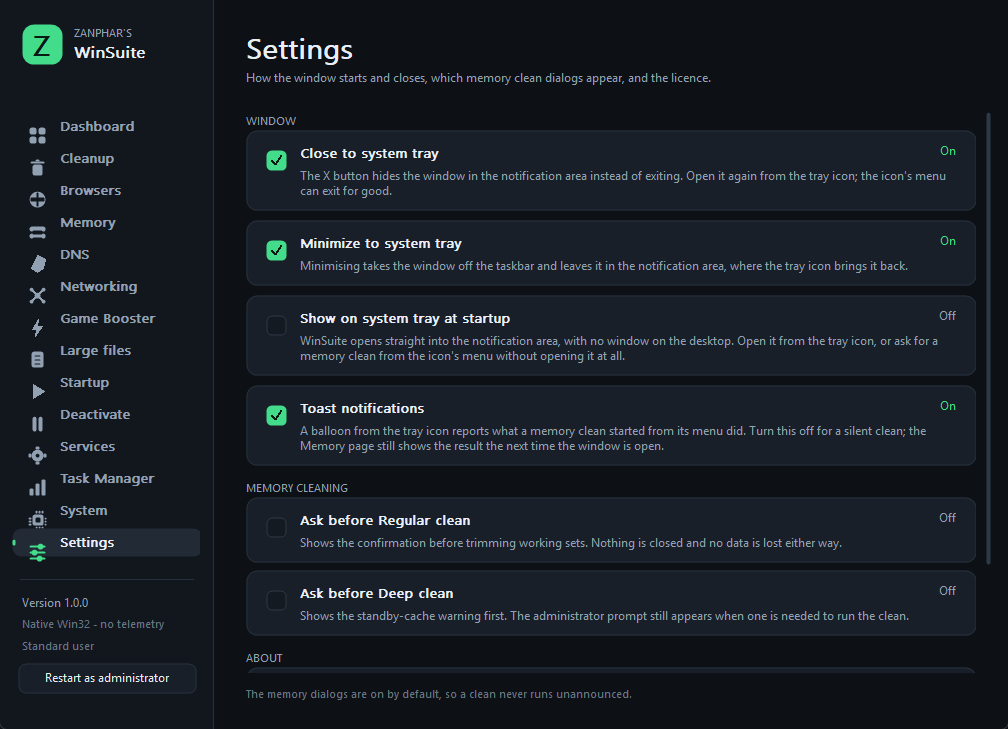 Z
ZANPHAR'S
WinSuite
Dashboard
Cleanup
Browsers
Memory
DNS
Networking
Game Booster
Large files
Startup
Deactivate
Services
Task Manager
System
Settings
Version 1.0.0
Native Win32 - no telemetry
Standard user
Restart as administrator
Settings
How the window starts and closes, which memory clean dialogs appear, and the licence.
WINDOW
Close to system tray
On
The X button hides the window in the notification area instead of exiting. Open it again from the tray icon; the icon's menu
can exit for good.
Minimize to system tray
On
Minimising takes the window off the taskbar and leaves it in the notification area, where the tray icon brings it back.
Show on system tray at startup
Off
WinSuite opens straight into the notification area, with no window on the desktop. Open it from the tray icon, or ask for a
memory clean from the icon's menu without opening it at all.
Toast notifications
On
A balloon from the tray icon reports what a memory clean started from its menu did. Turn this off for a silent clean; the
Memory page still shows the result the next time the window is open.
MEMORY CLEANING
Ask before Regular clean
Off
Shows the confirmation before trimming working sets. Nothing is closed and no data is lost either way.
Ask before Deep clean
Off
Shows the standby-cache warning first. The administrator prompt still appears when one is needed to run the clean.
ABOUT
The memory dialogs are on by default, so a clean never runs unannounced.